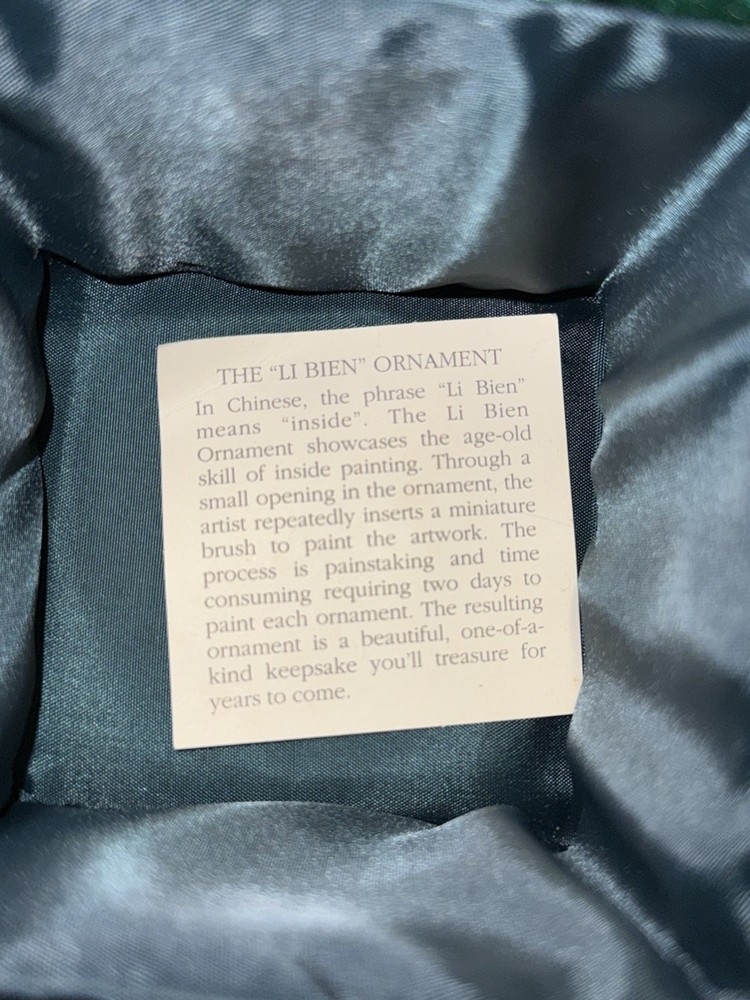 THE “LI BIEN” ORNAMENT
In Chinese, the phrase “Li Bien”
means “inside”. The Li Bien
Ornament showcases the age-old
skill of inside painting. Through a
small opening in the ornament, the
artist repeatedly inserts a miniature
brush to paint the artwork. The
process is painstaking and time
consuming requiring two days to
paint each ornament. The resulting
ornament is a beautiful, one-of-a-
kind keepsake you’ll treasure for
years to come.